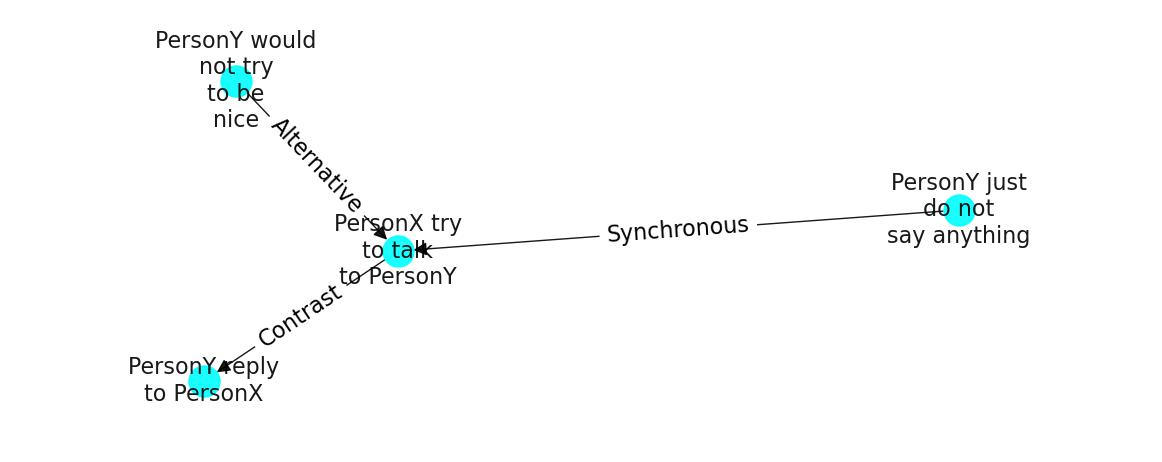 PersonY would
not try
to be
nice
Alternative
PersonY just
do not
say anything
Synchronous
PersonX try
to talk
to PersonY
Contrast
PersonY reply
to PersonX